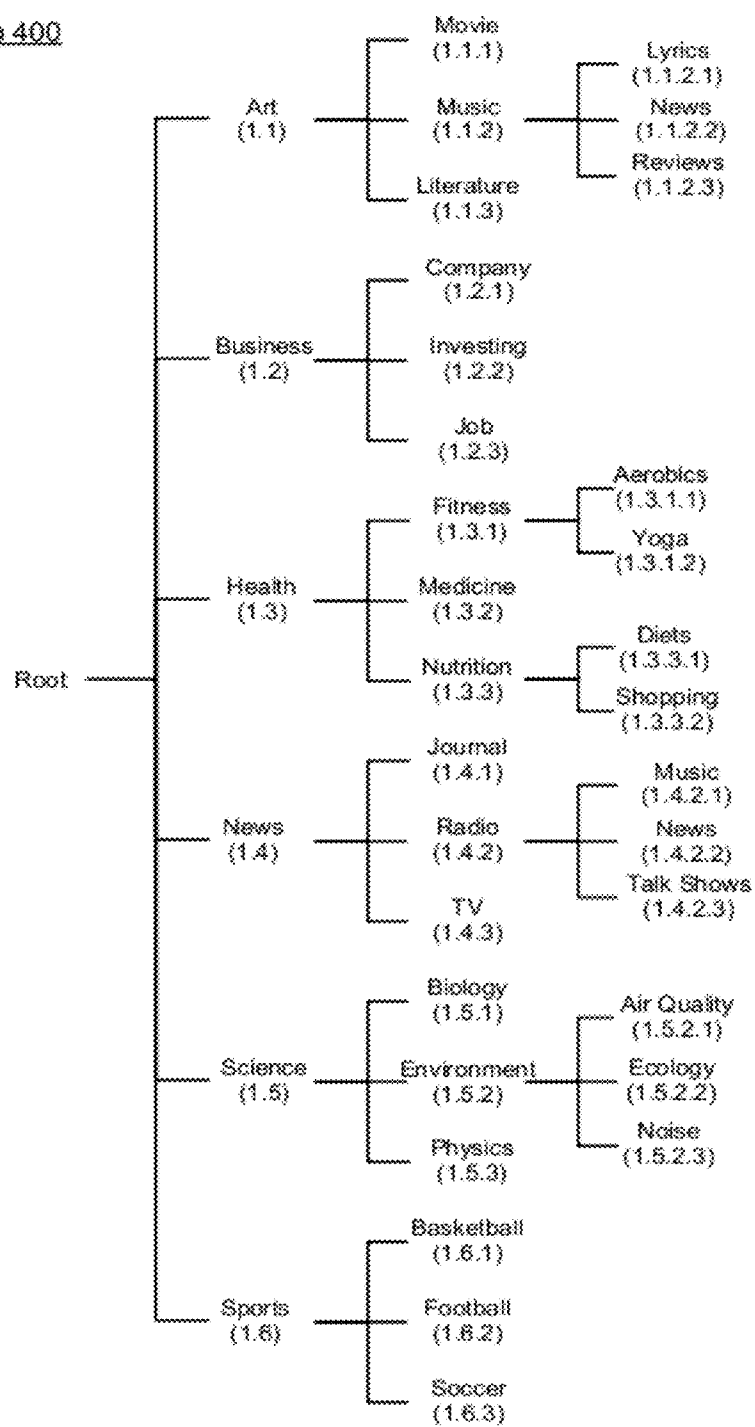 400
Movie
(1.1.1)
Lyrics
(1.1.2.1)
Art
(1.1)
Music
(1.1.2)
News
(1.1.2.2)
Reviews
(1.1.2.3)
Literature
(1.1.3)
Company
(1.2.1)
Business
(1.2)
Investing
(1.2.2)
Job
(1.2.3)
Aerobics
(1.3.1.1)
Fitness
(1.3.1)
Yoga
(1.3.1.2)
Health
(1.3)
Medicine
(1.3.2)
Diets
(1.3.3.1)
Root
Nutrition
(1.3.3)
Shopping
(1.3.3.2)
Journal
(1.4.1)
Music
(1.4.2.1)
News
(1.4)
Radio
(1.4.2)
News
(1.4.2.2)
Talk Shows
(1.4.2.3)
TV
(1.4.3)
Biology
(1.5.1)
Air Quality
(1.5.2.1)
Science
(1.5)
Environment
(1.5.2)
Ecology
(1.5.2.2)
Noise
(1.5.2.3)
Physics
(1.5.3)
Basketball
(1.6.1)
Sports
(1.6)
Football
(1.6.2)
Soccer
(1.6.3)